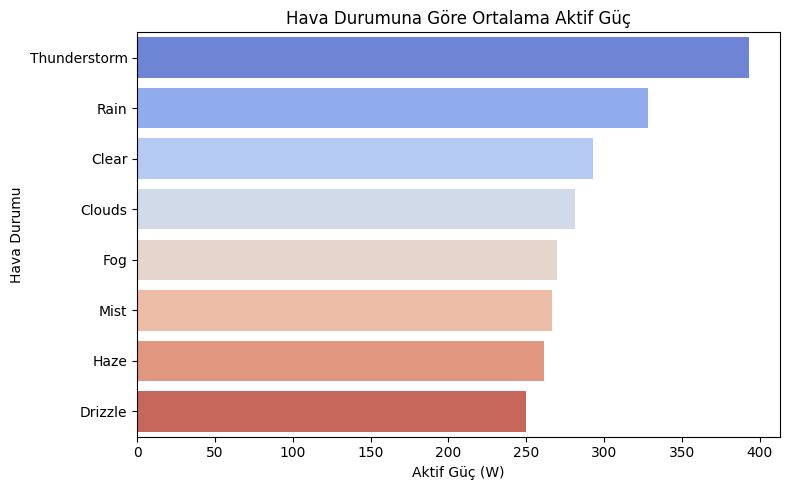 Hava Durumuna Göre Ortalama Aktif Güç
Hava Durumu
Thunderstorm
Rain
Clear
Clouds
Fog
Mist
Haze
Drizzle
0 50 100 150 200 250 300 350 400
Aktif Güç (W)